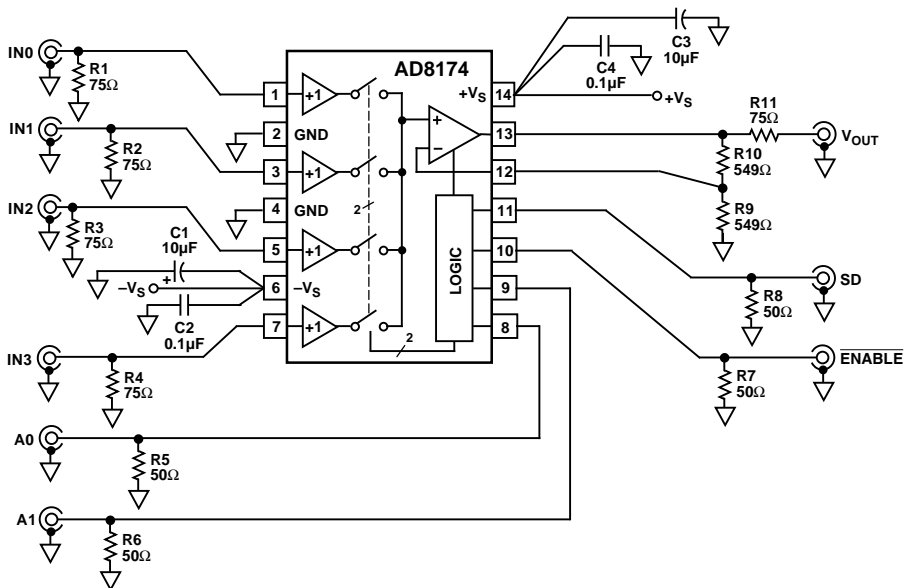 IN0
R1
75Ω
IN1
R2
75Ω
IN2
R3
75Ω
C1
10µF
+
–VS
C2
0.1µF
IN3
R4
75Ω
A0
R5
50Ω
A1
R6
50Ω
AD8174
+VS
1
+1
2
GND
3
+1
4
GND
2
5
+1
6
–VS
7
+1
2
LOGIC
+
–
14
13
12
11
10
9
8
C3
10µF
C4
0.1µF
+VS
R11
75Ω
VOUT
R10
549Ω
R9
549Ω
SD
R8
50Ω
ENABLE
R7
50Ω